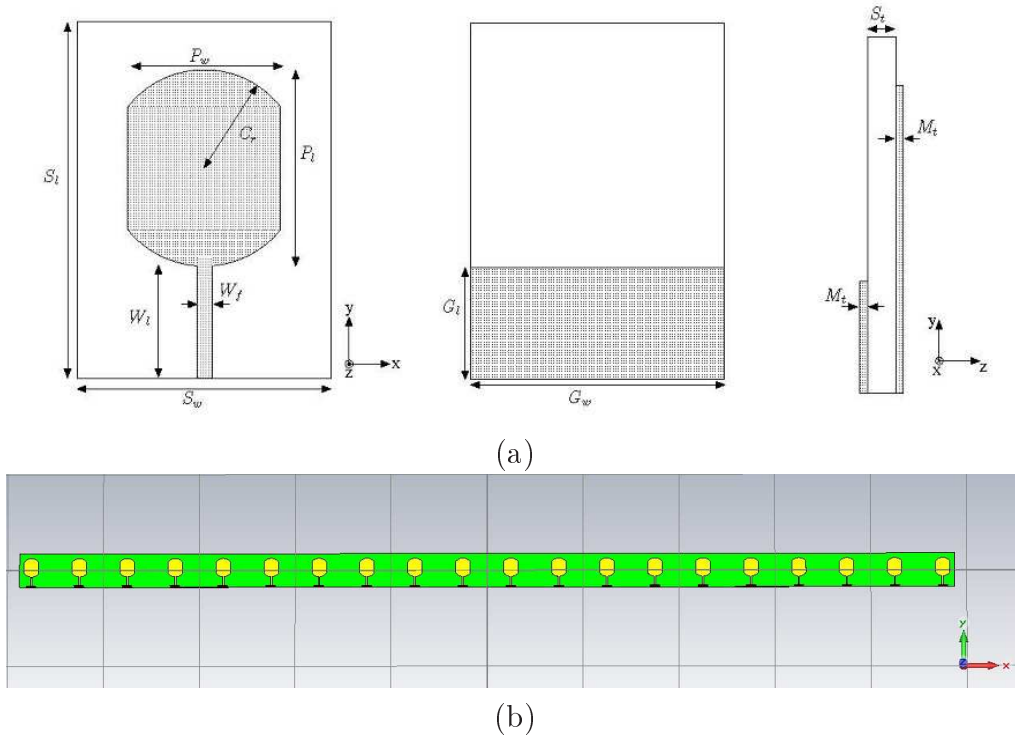 S_t
P_w
M_t
C_r
P_l
S_l
W_f
G_l
M_t
W_l
y
y
x
z
x
z
S_w
G_w
(a)
y
x
(b)